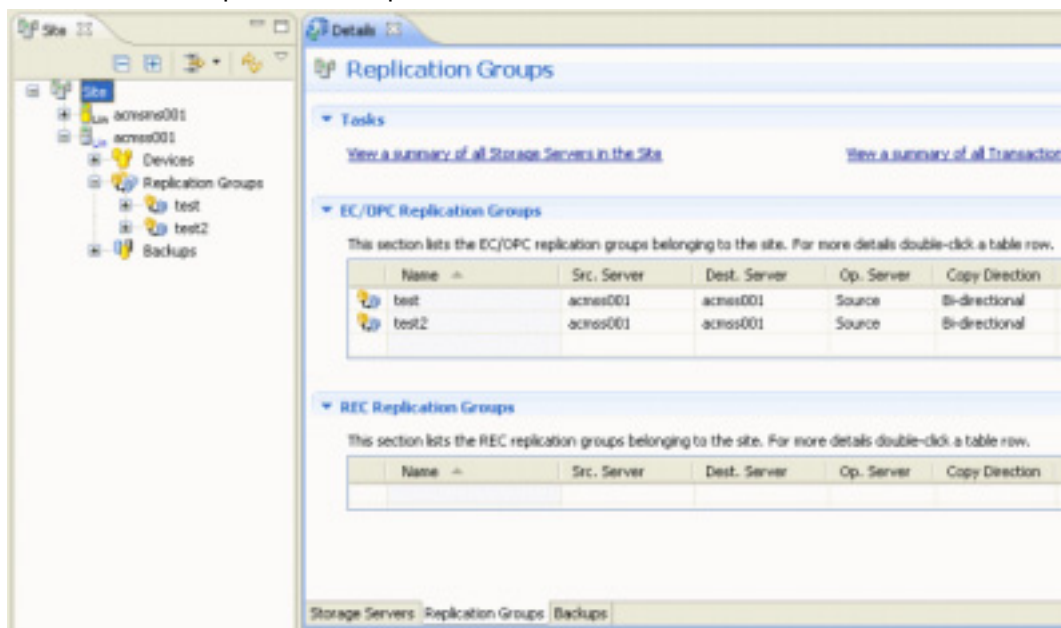 Site
Site
acmsms001
acmss001
Devices
Replication Groups
test
test2
Backups
Details
Replication Groups
Tasks
View a summary of all Storage Servers in the Site View a summary of all Transaction
EC/OPC Replication Groups
This section lists the EC/OPC replication groups belonging to the site. For more details double-click a table row.
Name Src. Server Dest. Server Op. Server Copy Direction
test acmss001 acmss001 Source Bi-directional
test2 acmss001 acmss001 Source Bi-directional
REC Replication Groups
This section lists the REC replication groups belonging to the site. For more details double-click a table row.
Name Src. Server Dest. Server Op. Server Copy Direction
Storage Servers Replication Groups Backups